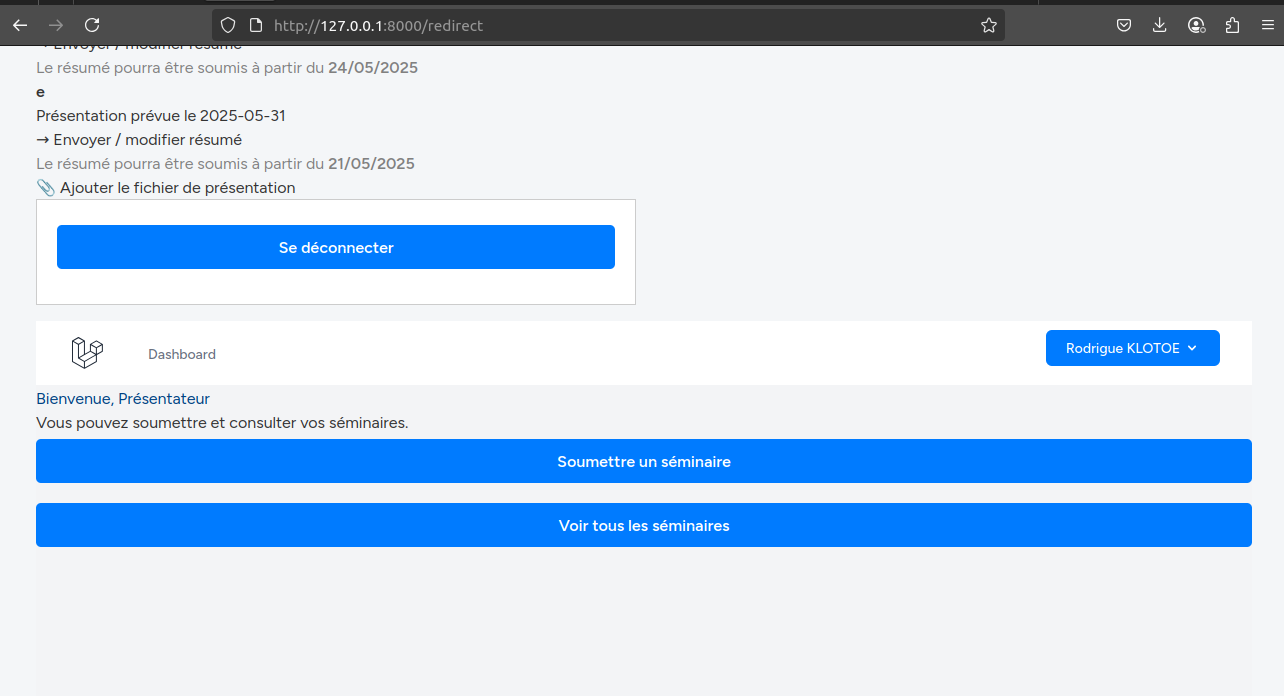 http://127.0.0.1:8000/redirect
→ Envoyer / modifier résumé
Le résumé pourra être soumis à partir du 24/05/2025
e
Présentation prévue le 2025-05-31
→ Envoyer / modifier résumé
Le résumé pourra être soumis à partir du 21/05/2025
📎 Ajouter le fichier de présentation
Se déconnecter
Dashboard
Rodrigue KLOTOE
Bienvenue, Présentateur
Vous pouvez soumettre et consulter vos séminaires.
Soumettre un séminaire
Voir tous les séminaires